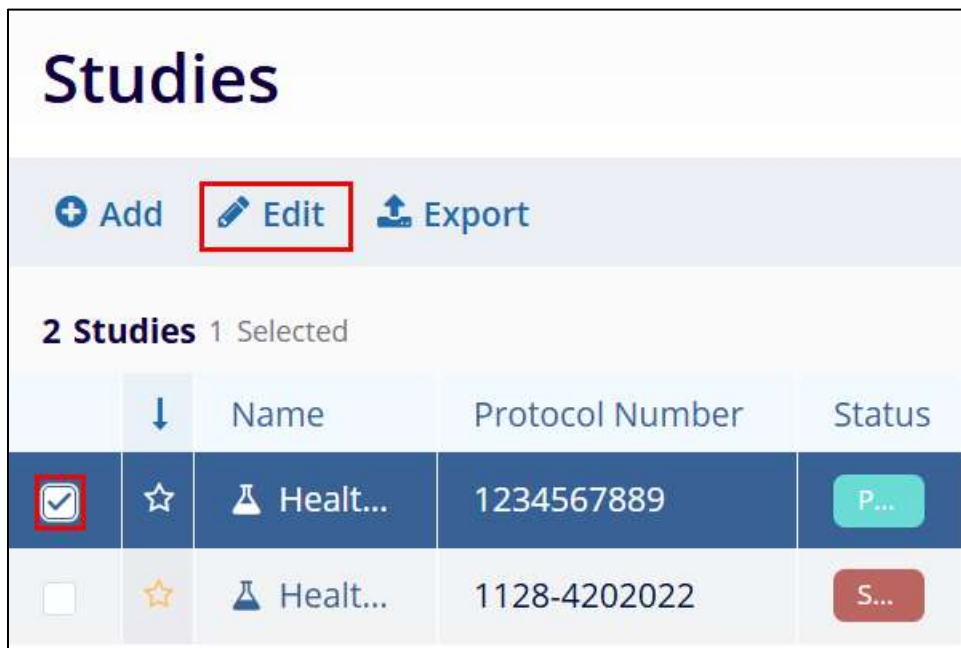 Studies
Add Edit Export
2 Studies 1 Selected
Name Protocol Number Status
Healt... 1234567889 P...
Healt... 1128-4202022 S...